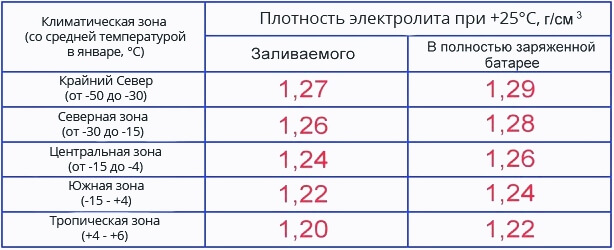 Климатическая зона
(со средней температурой
в январе, °С)
Плотность электролита при +25°С, г/см³
Заливаемого
В полностью заряженной
батарее
Крайний Север
(от -50 до -30)
1,27
1,29
Северная зона
(от -30 до -15)
1,26
1,28
Центральная зона
(от -15 до -4)
1,24
1,26
Южная зона
(-15 - +4)
1,22
1,24
Тропическая зона
(+4 - +6)
1,20
1,22